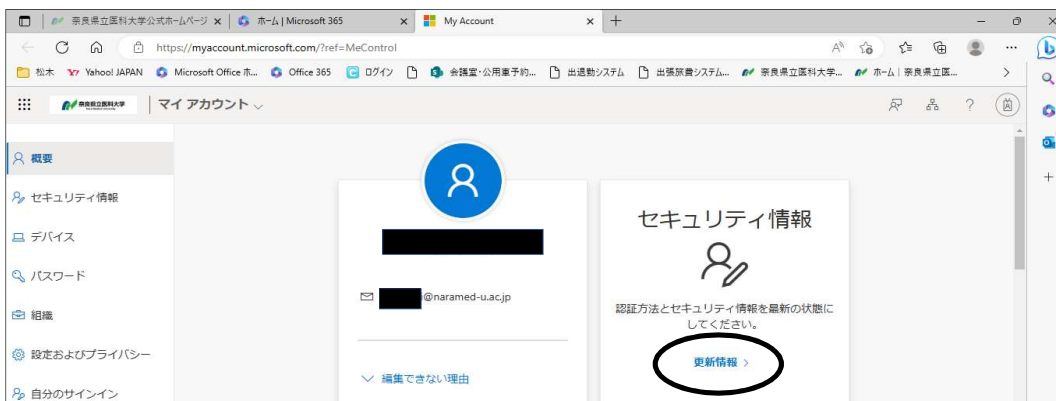 奈良県立医科大学公式ホームページ
ホーム | Microsoft 365
My Account
https://myaccount.microsoft.com/?ref=MeControl
松本
Yahoo! JAPAN
Microsoft Office ホ...
Office 365
ログイン
会議室・公用車予約...
出退勤システム
出張旅費システム...
奈良県立医科大学...
ホーム | 奈良県立医...
奈良県立医科大学
マイ アカウント
概要
セキュリティ情報
デバイス
パスワード
組織
設定およびプライバシー
自分のサインイン
@naramed-u.ac.jp
編集できない理由
セキュリティ情報
認証方法とセキュリティ情報を最新の状態に
してください。
更新情報 >